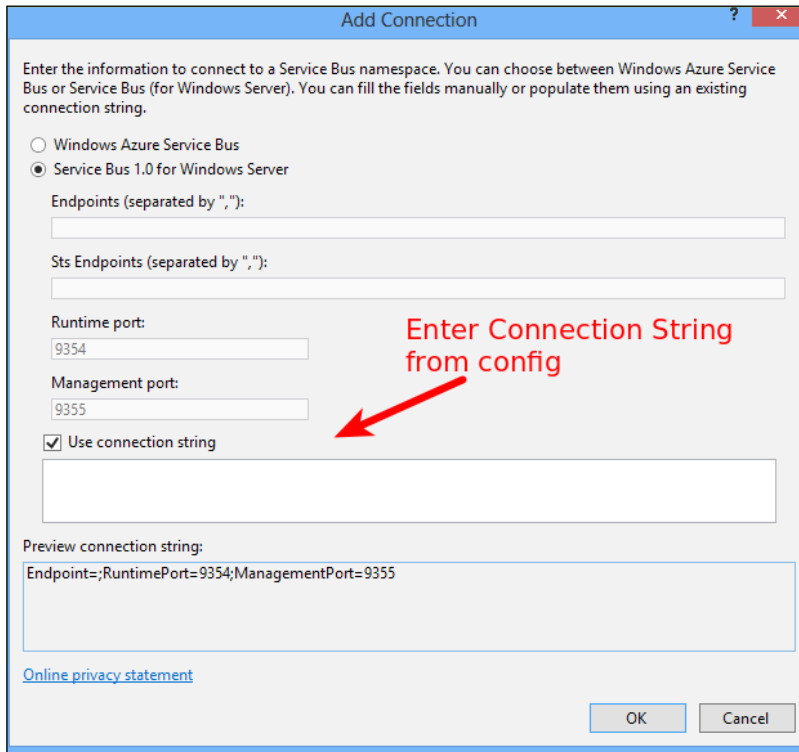 Add Connection
?
Enter the information to connect to a Service Bus namespace. You can choose between Windows Azure Service
Bus or Service Bus (for Windows Server). You can fill the fields manually or populate them using an existing
connection string.
Windows Azure Service Bus
Service Bus 1.0 for Windows Server
Endpoints (separated by ","):
Sts Endpoints (separated by ","):
Runtime port:
9354
Enter Connection String
from config
Management port:
9355
Use connection string
Preview connection string:
Endpoint=;RuntimePort=9354;ManagementPort=9355
Online privacy statement
OK
Cancel